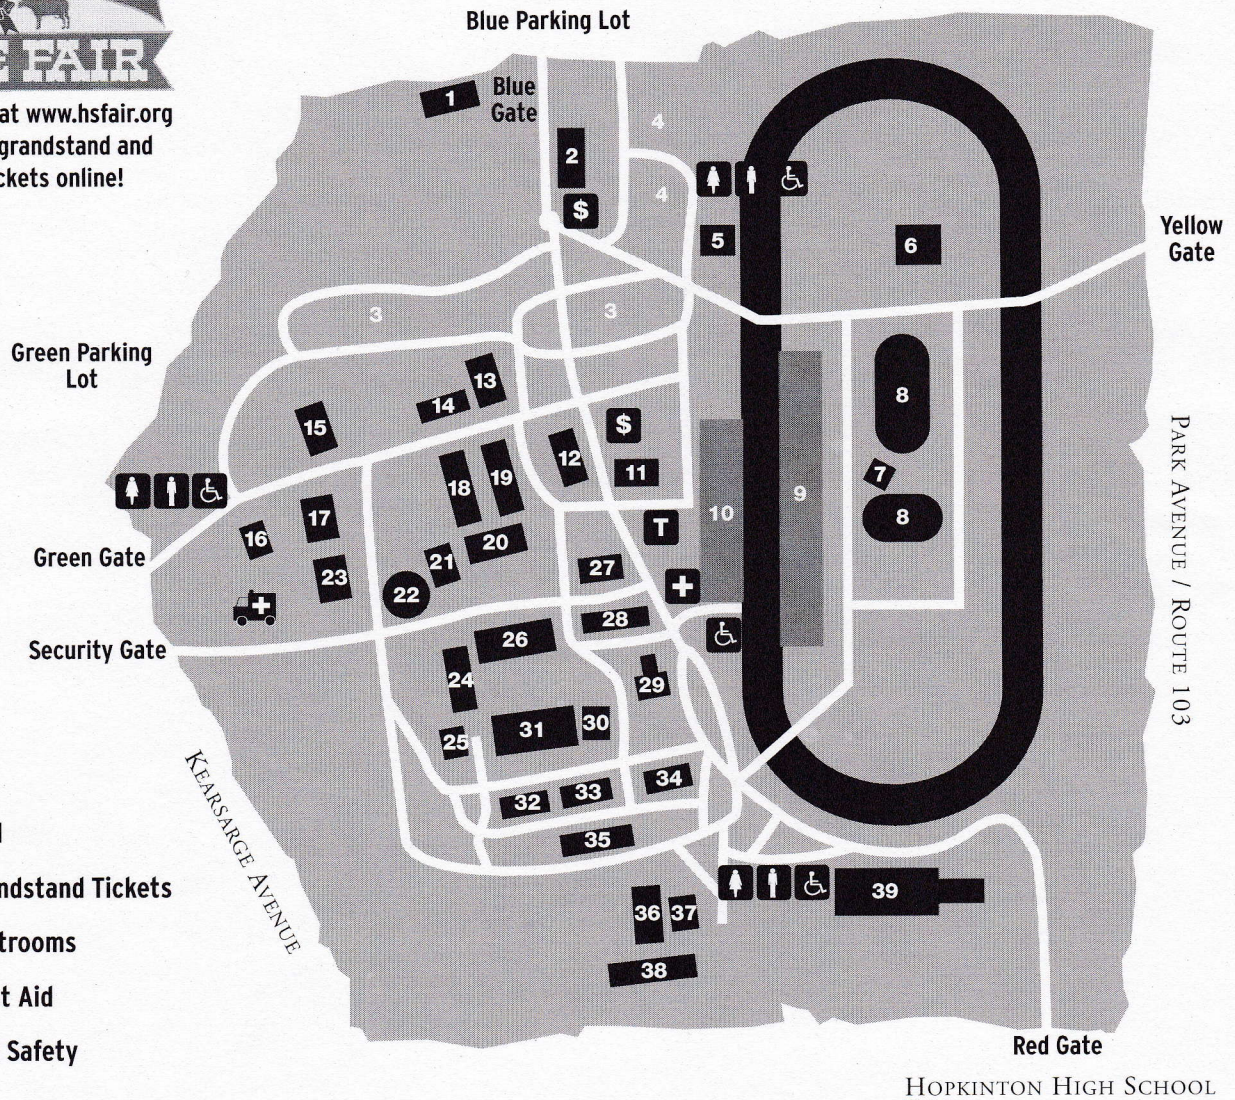 FAIR
at www.hsfair.org
grandstand and
ckets online!
Blue Parking Lot
Blue
Gate
1
2
$
4
4
5
6
Yellow
Gate
3
3
Green Parking
Lot
13
14
15
$
12
11
8
7
8
9
10
18
19
17
16
T
20
21
22
23
27
28
Green Gate
Security Gate
26
24
29
25
31
30
34
33
32
35
36
37
38
39
PARK AVENUE / ROUTE 103
KEARSARGE AVENUE
ndstand Tickets
trooms
t Aid
Safety
Red Gate
HOPKINTON HIGH SCHOOL